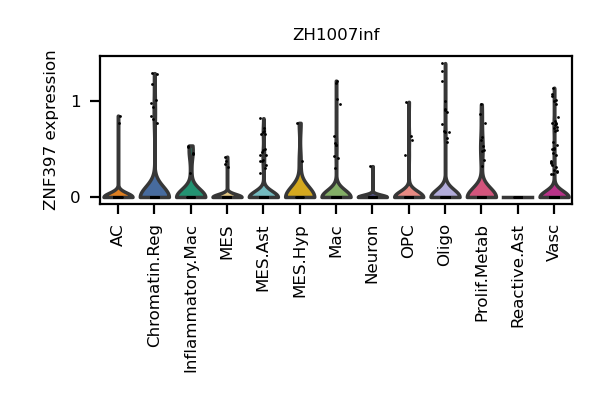 ZH1007inf
ZNF397 expression
1
0
AC
Chromatin.Reg
Inflammatory.Mac
MES
MES.Ast
MES.Hyp
Mac
Neuron
OPC
Oligo
Prolif.Metab
Reactive.Ast
Vasc